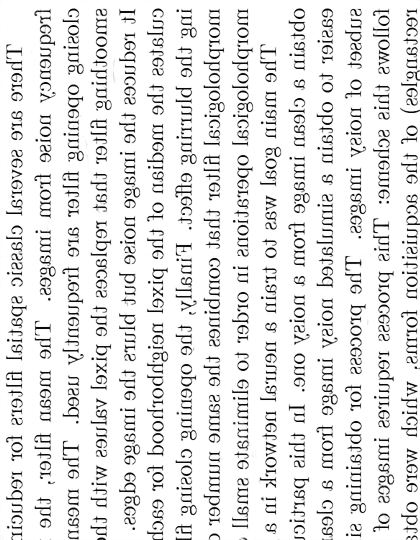 There are several classic spatial filters for reducin
frequency noise from images. The mean filter, the
closing opening filter are frequently used. The mea
smoothing filter that replaces the pixel values with th
It reduces the image noise but blurs the image edges.
culates the median of the pixel neighborhood for eac
ing the blurring effect. Finally, the opening closing fi
morphological filter that combines the same number o
morphological operations in order to eliminate small
The main goal was to train a neural network in a
obtain a clean image from a noisy one. In this particu
easier to obtain a simulated noisy image from a clea
subset of noisy images. The process for obtaining si
follows this scheme. This process requires images of
rectangles) of the acquisition forms, which were obta